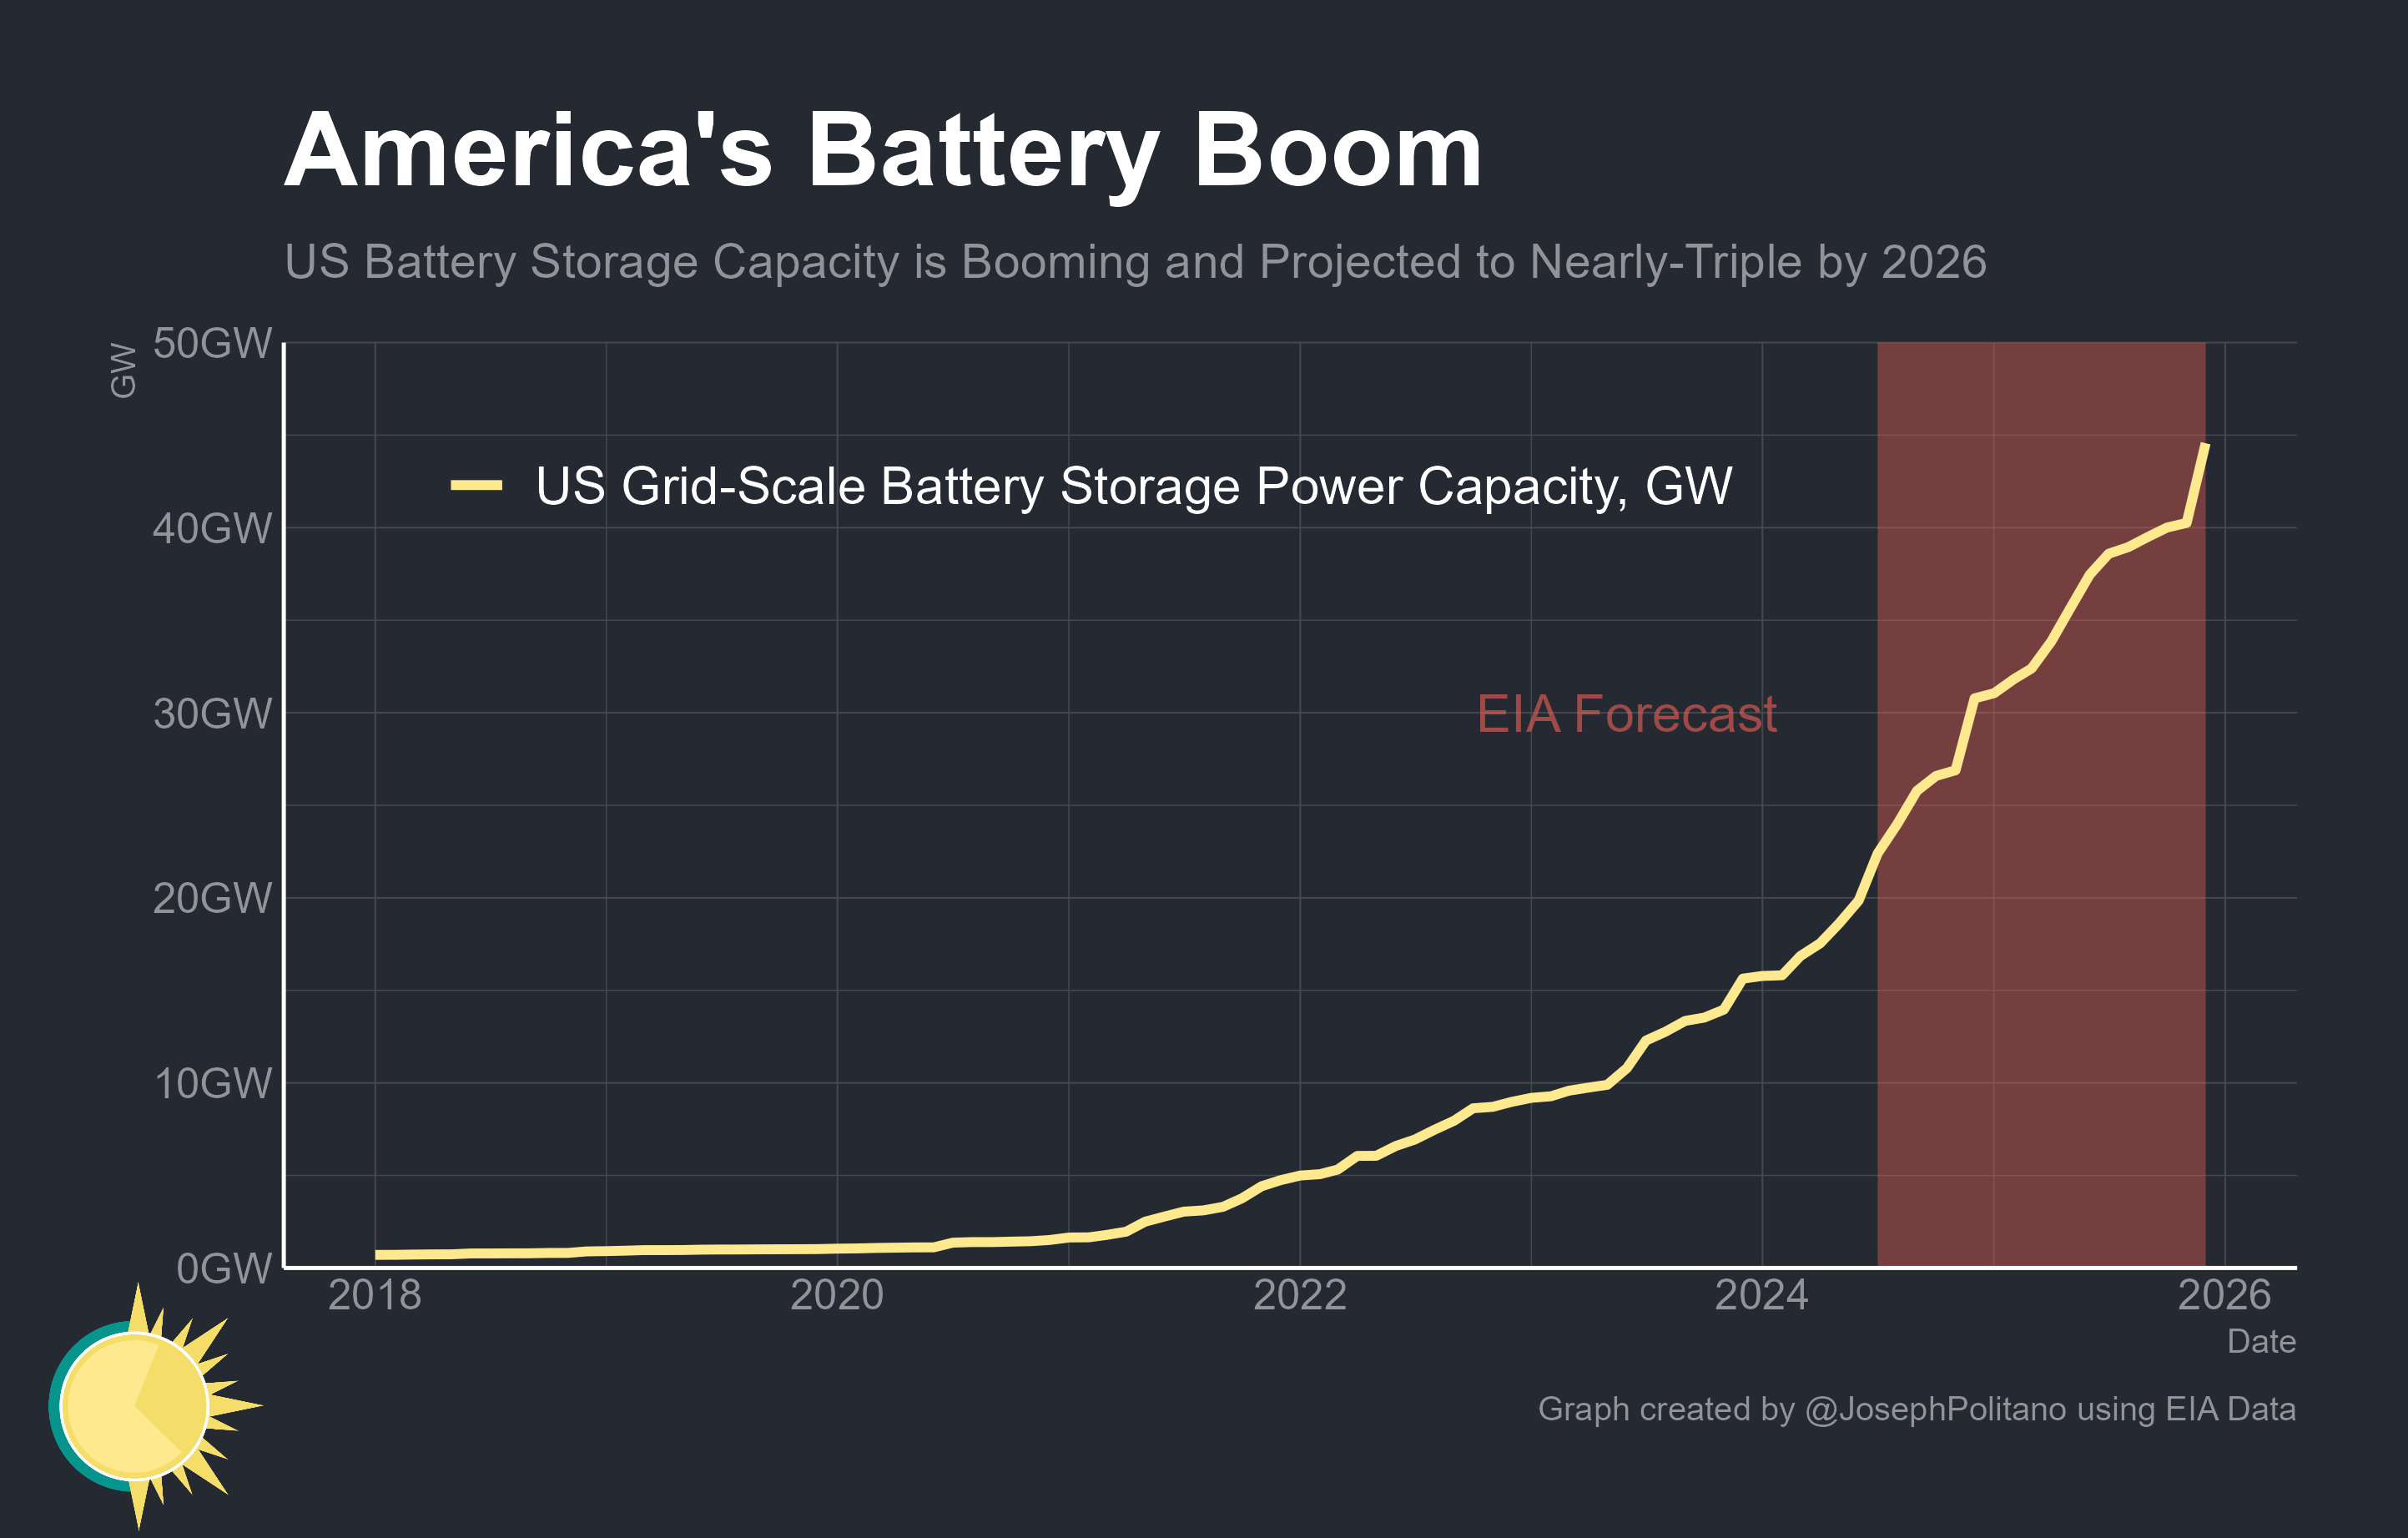 America's Battery Boom
US Battery Storage Capacity is Booming and Projected to Nearly-Triple by 2026
GW
50GW
US Grid-Scale Battery Storage Power Capacity, GW
40GW
EIA Forecast
30GW
20GW
10GW
0GW
2018 2020 2022 2024 2026
Date
Graph created by @JosephPolitano using EIA Data